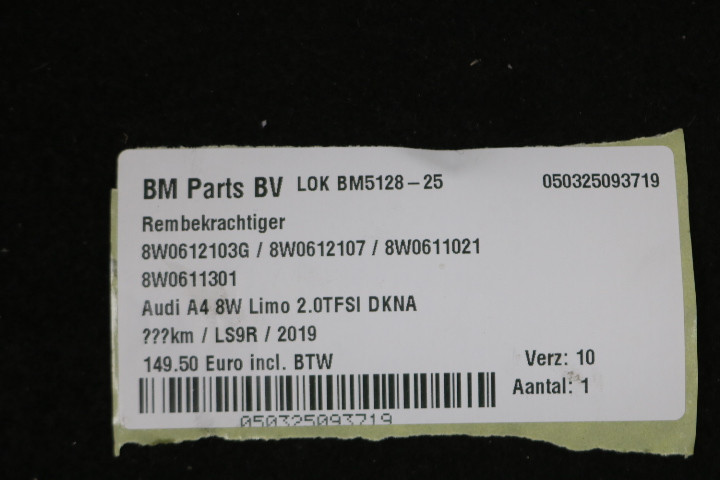 BM Parts BV LOK BM5128-25 050325093719
Rembekrachtiger
8W0612103G / 8W0612107 / 8W0611021
8W0611301
Audi A4 8W Limo 2.0TFSI DKNA
???km / LS9R / 2019
149.50 Euro incl. BTW Verz: 10
Aantal: 1
050325093719